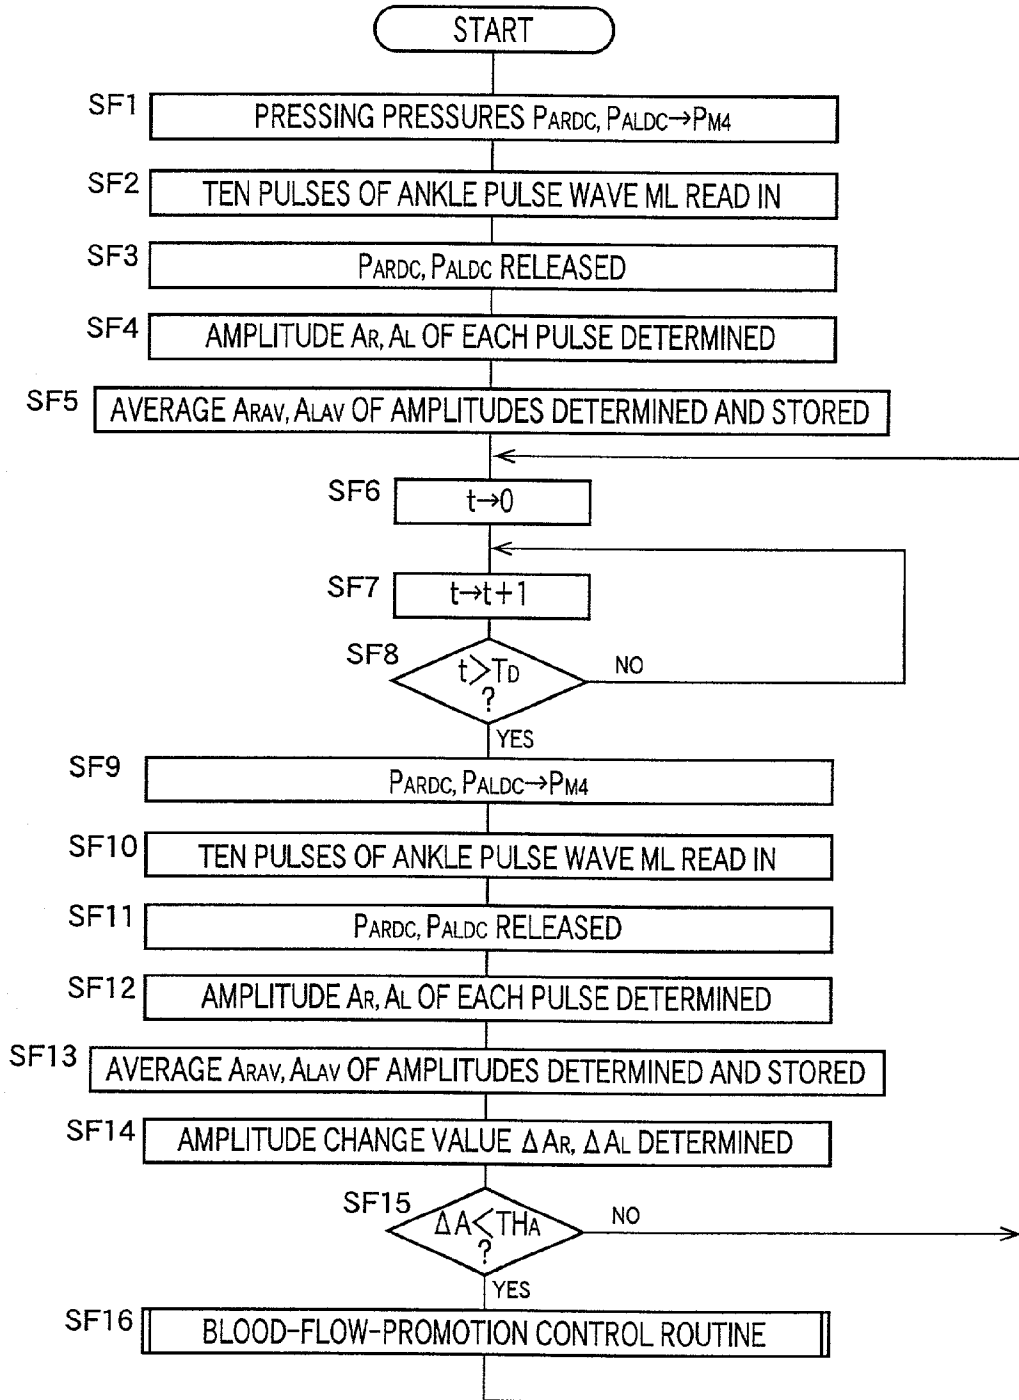 START
SF1 PRESSING PRESSURES PARDC, PALDC→PM4
SF2 TEN PULSES OF ANKLE PULSE WAVE ML READ IN
SF3 PARDC, PALDC RELEASED
SF4 AMPLITUDE AR, AL OF EACH PULSE DETERMINED
SF5 AVERAGE ARAV, ALAV OF AMPLITUDES DETERMINED AND STORED
SF6 t→0
SF7 t→t+1
SF8 t>TD
?
NO
YES
SF9 PARDC, PALDC→PM4
SF10 TEN PULSES OF ANKLE PULSE WAVE ML READ IN
SF11 PARDC, PALDC RELEASED
SF12 AMPLITUDE AR, AL OF EACH PULSE DETERMINED
SF13 AVERAGE ARAV, ALAV OF AMPLITUDES DETERMINED AND STORED
SF14 AMPLITUDE CHANGE VALUE ΔAR, ΔAL DETERMINED
SF15 ΔA<THA
?
NO
YES
SF16 BLOOD-FLOW-PROMOTION CONTROL ROUTINE